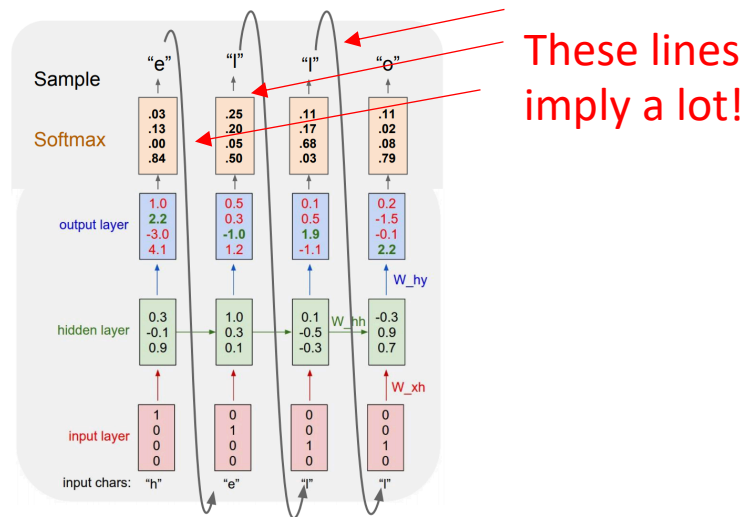 These lines
imply a lot!
Sample
“e” “l” “l” “o”
Softmax
.03 .25 .11 .11
.13 .20 .17 .02
.00 .05 .68 .08
.84 .50 .03 .79
output layer
1.0 0.5 0.1 0.2
2.2 0.3 0.5 -1.5
-3.0 -1.0 1.9 -0.1
4.1 1.2 -1.1 2.2
W_hy
hidden layer
0.3 1.0 0.1 -0.3
-0.1 0.3 -0.5 0.9
0.9 0.1 -0.3 0.7
W_hh
W_xh
input layer
1 0 0 0
0 1 0 0
0 0 1 1
0 0 0 0
input chars: “h” “e” “l” “l”